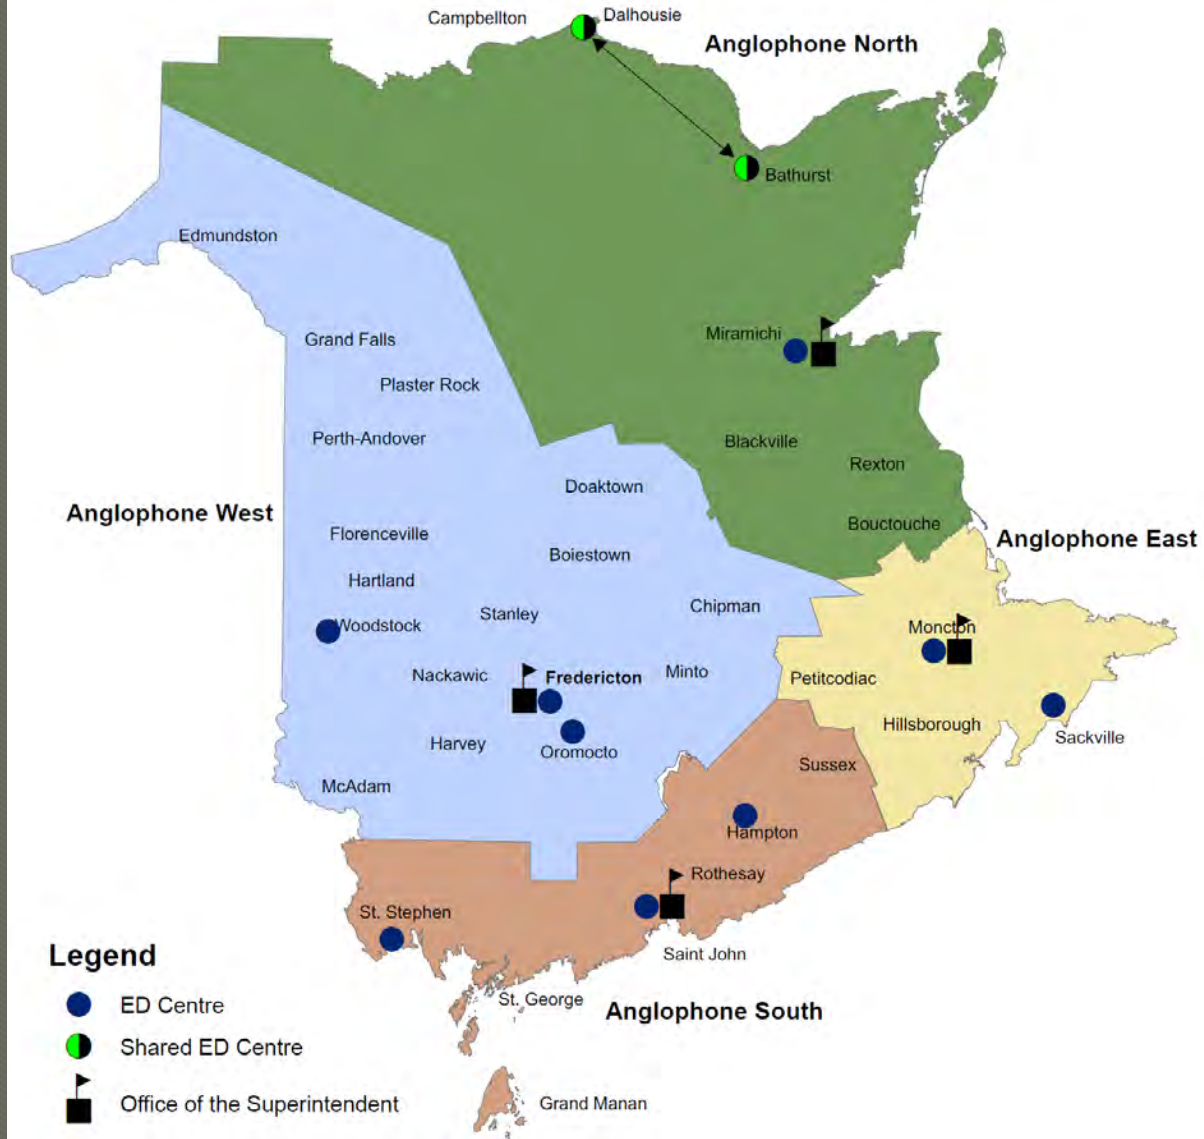 Campbellton
Dalhousie
Anglophone North
Bathurst
Edmundston
Miramichi
Grand Falls
Plaster Rock
Perth-Andover
Blackville
Rexton
Doaktown
Anglophone West
Bouctouche
Florenceville
Anglophone East
Boiestown
Hartland
Chipman
Stanley
Woodstock
Moncton
Nackawic
Fredericton
Minto
Petitcodiac
Hillsborough
Sackville
Harvey
Oromocto
Sussex
McAdam
Hampton
Rothesay
St. Stephen
Saint John
Legend
St. George
Anglophone South
ED Centre
Shared ED Centre
Office of the Superintendent
Grand Manan